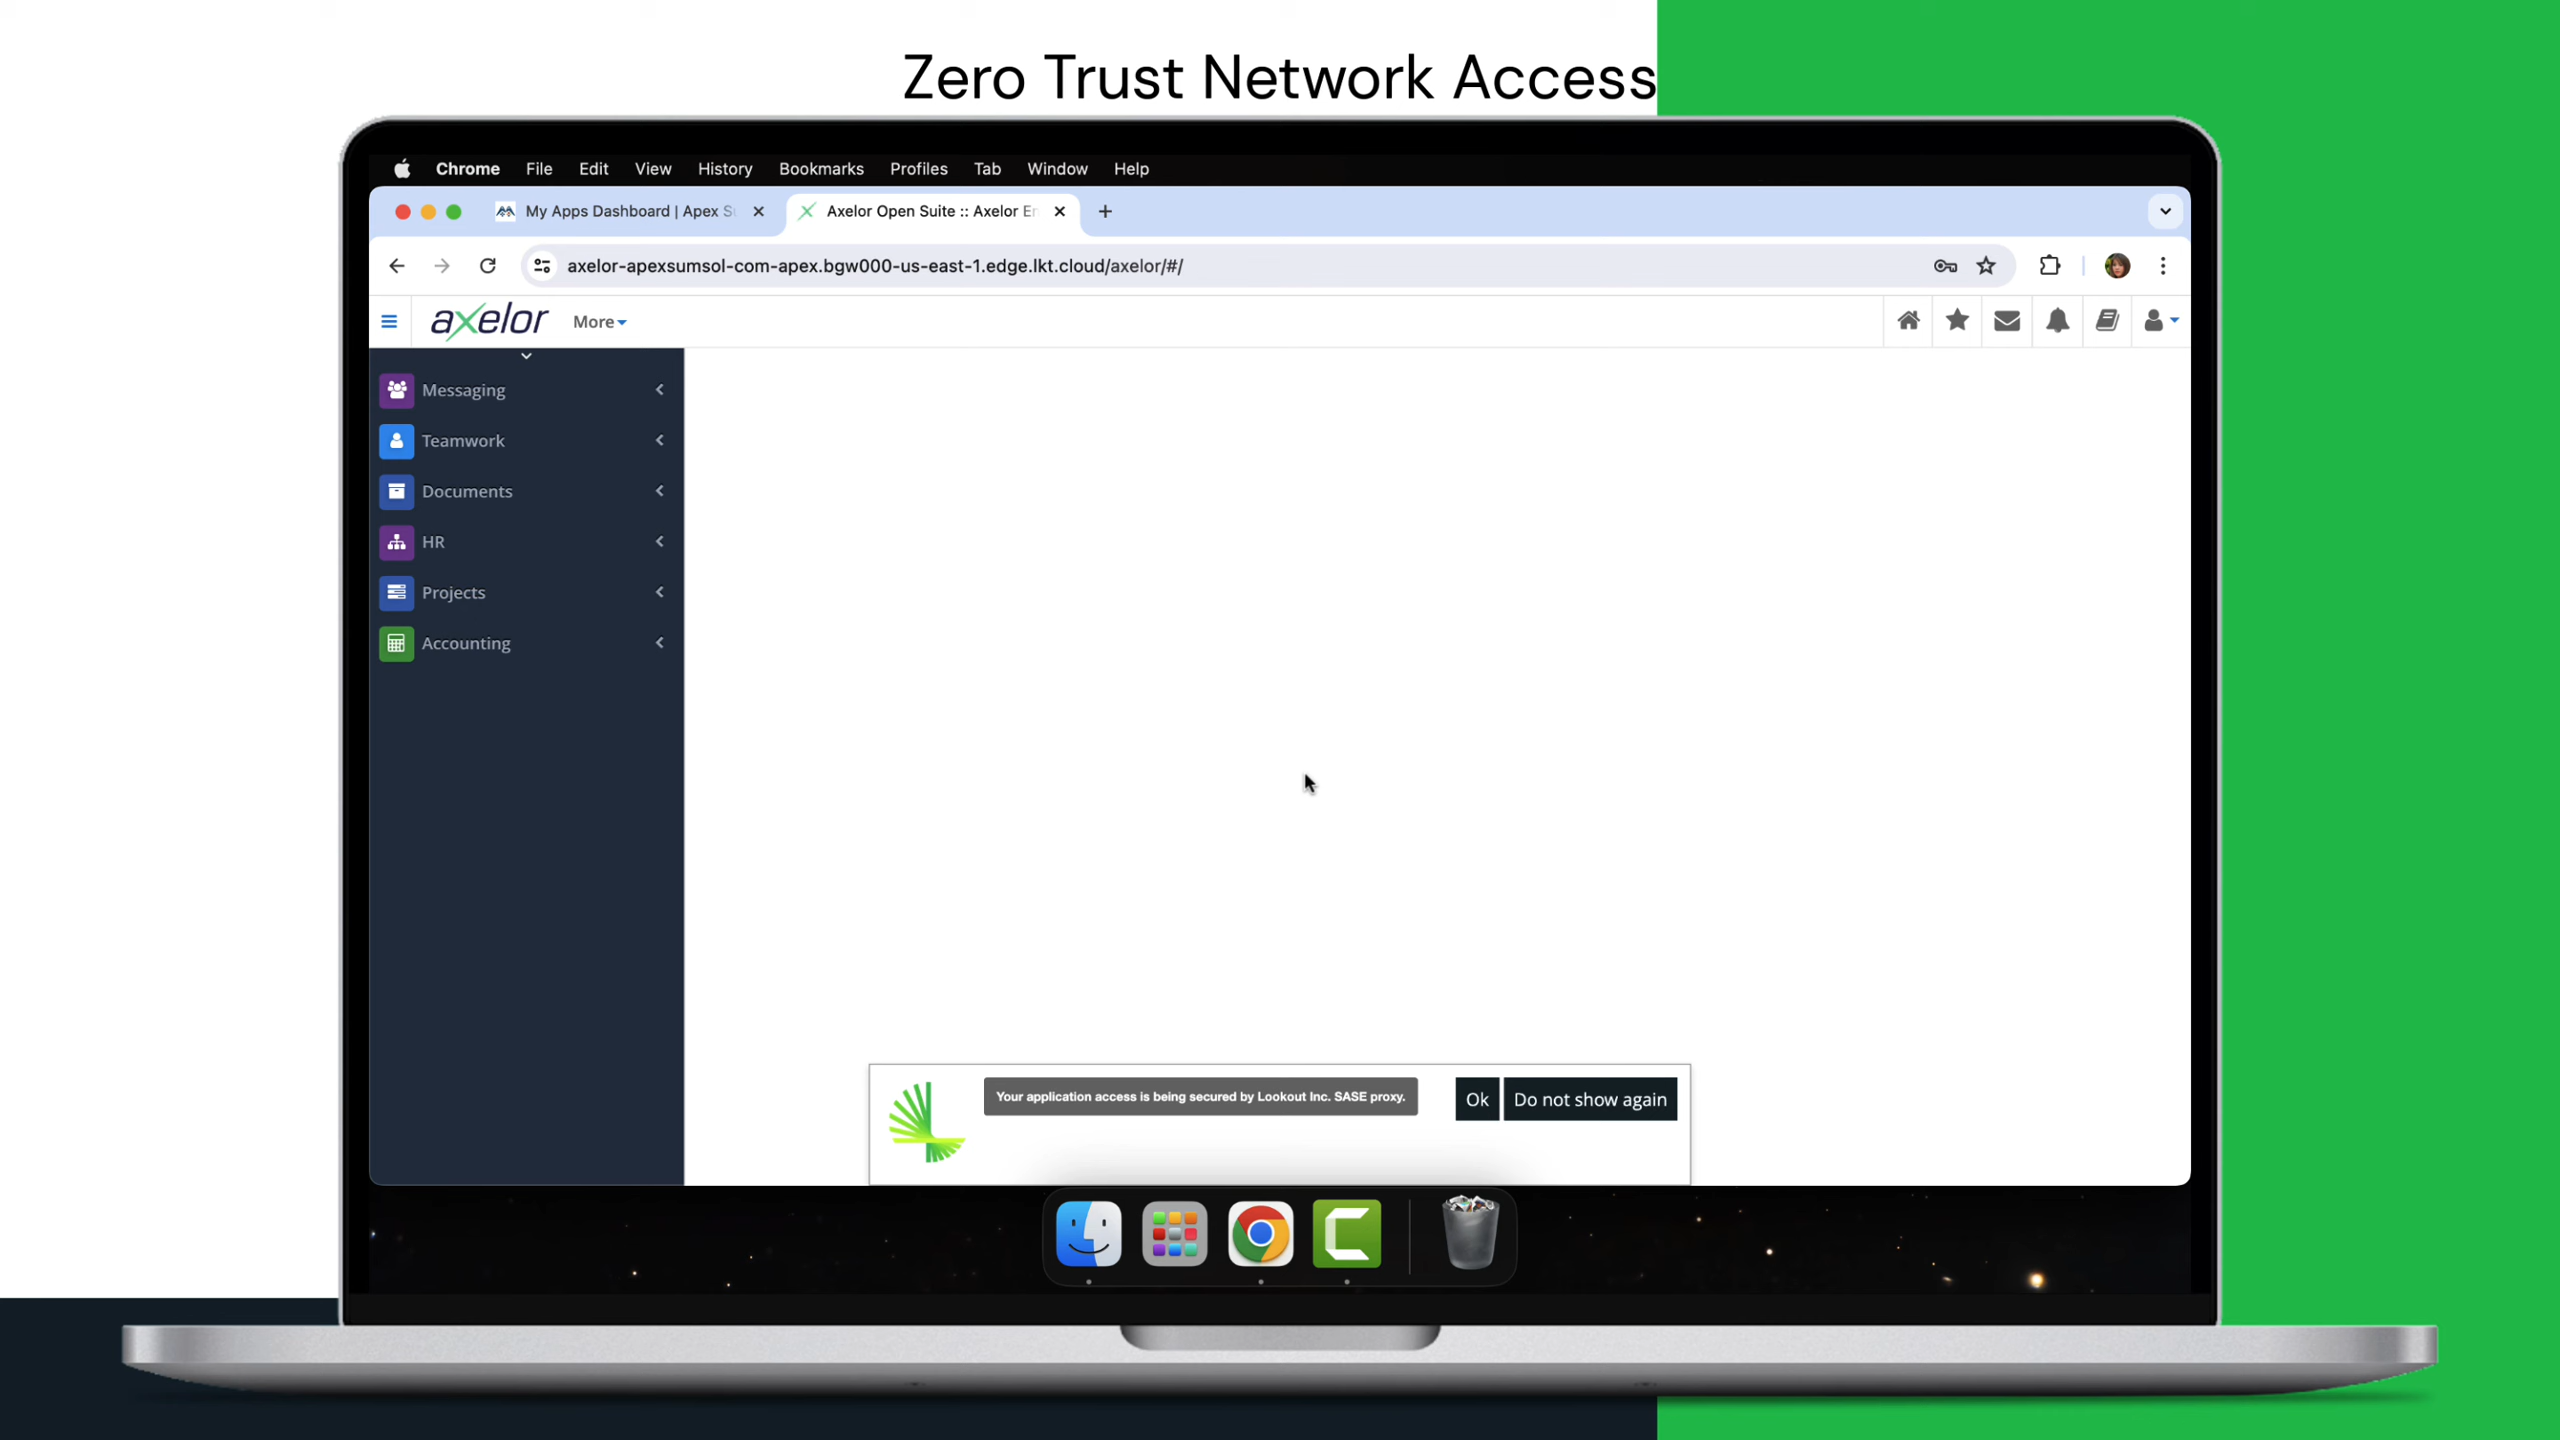 Zero Trust Network Access
Chrome File Edit View History Bookmarks Profiles Tab Window Help
My Apps Dashboard | Apex S
Axelor Open Suite :: Axelor En
axelor-apexsumsol-com-apex.bgw000-us-east-1.edge.lkt.cloud/axelor/#/
axelor More
Messaging
Teamwork
Documents
HR
Projects
Accounting
Your application access is being secured by Lookout Inc. SASE proxy.
Ok Do not show again